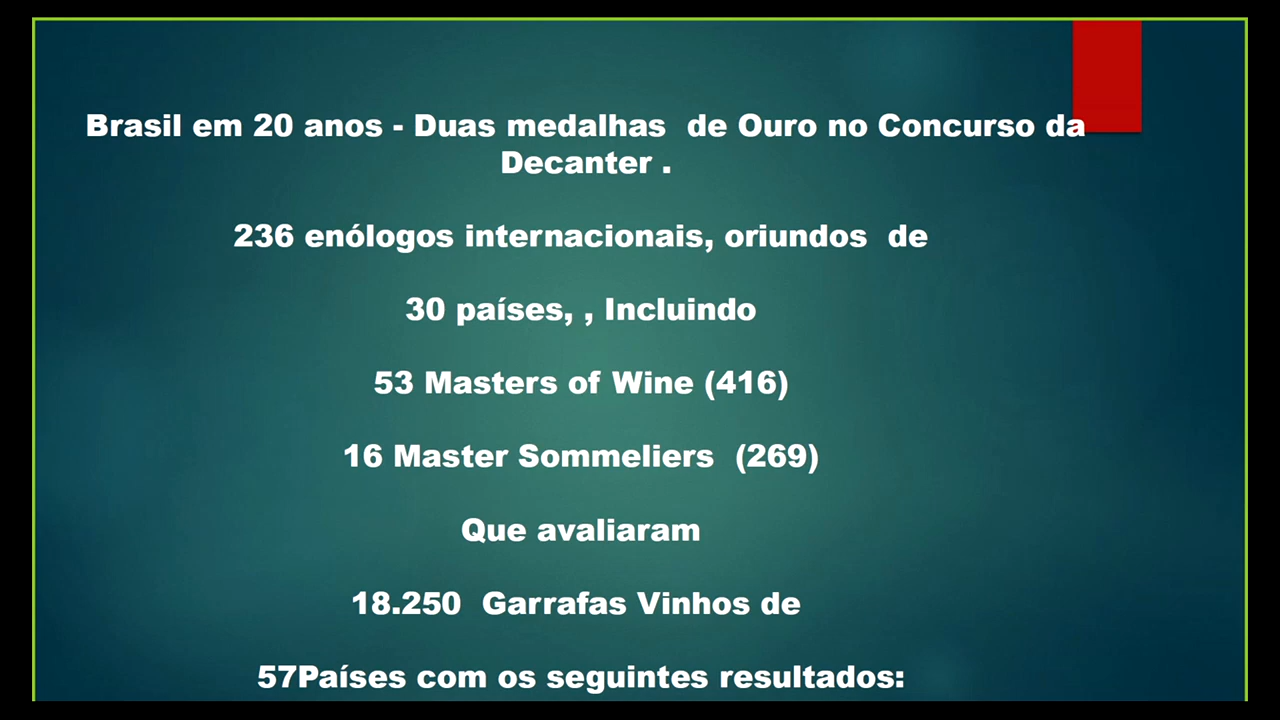 Brasil em 20 anos - Duas medalhas de Ouro no Concurso da
Decanter .
236 enólogos internacionais, oriundos de
30 países, , Incluindo
53 Masters of Wine (416)
16 Master Sommeliers (269)
Que avaliaram
18.250 Garrafas Vinhos de
57Países com os seguintes resultados: